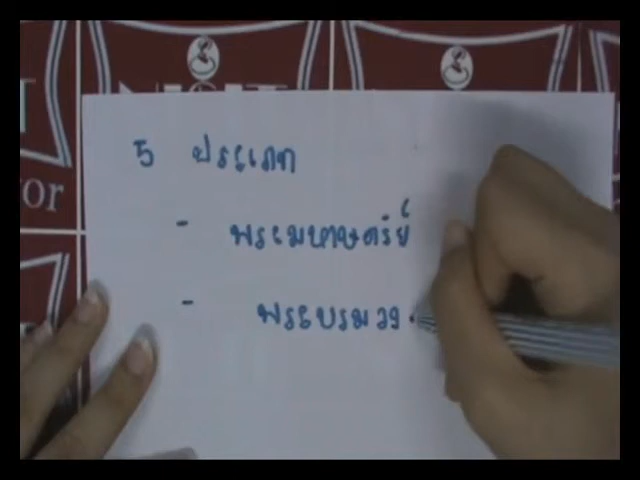 5 ประเภท
- พระมหากษตริย์
- พระบรมวง
or